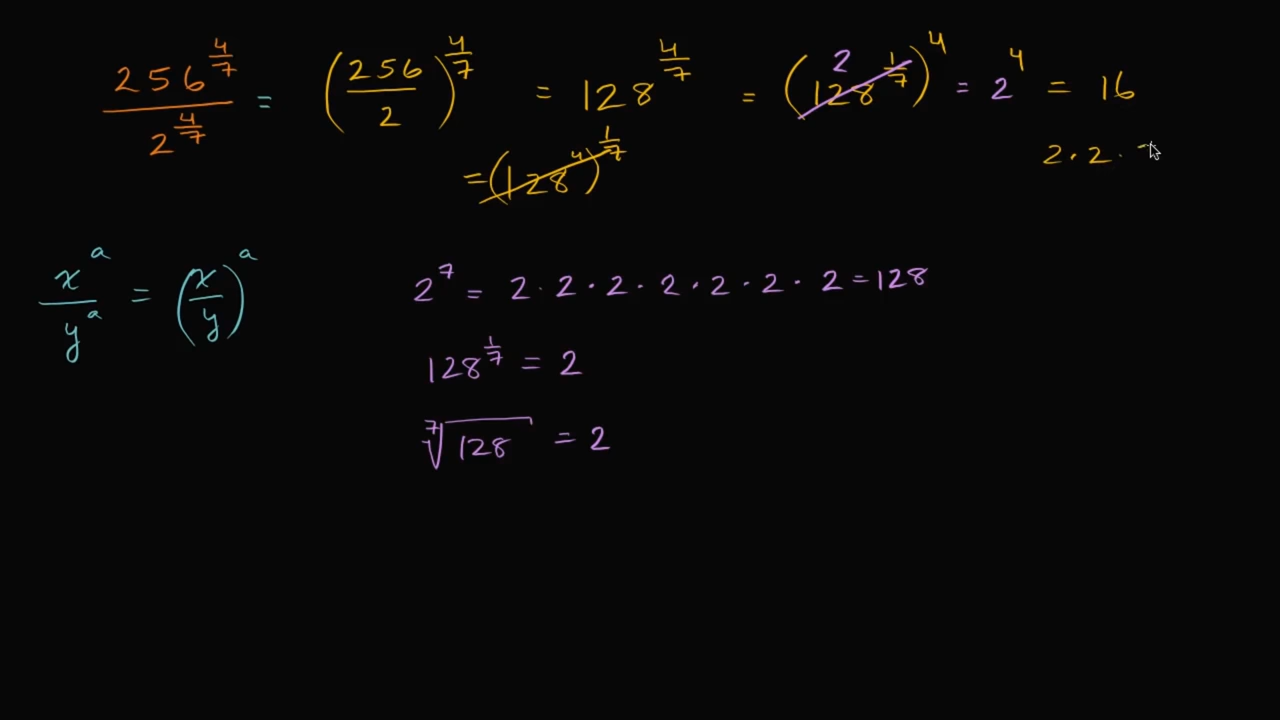 256^(4/7) / 2^(4/7) = (256/2)^(4/7) = 128^(4/7) = (128^(1/7))^4 2 = 2^4 = 16
= (128^4)^(1/7)
2 · 2 ·
x^a / y^a = (x/y)^a
2^7 = 2 · 2 · 2 · 2 · 2 · 2 · 2 = 128
128^(1/7) = 2
⁷√128 = 2